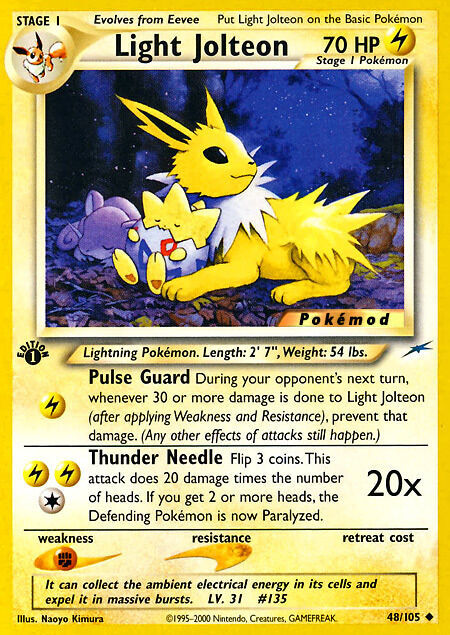 STAGE 1 Evolves from Eevee Put Light Jolteon on the Basic Pokémon
Light Jolteon 70 HP
Stage 1 Pokémon
Pokémod
EDITION
1
Lightning Pokémon. Length: 2' 7", Weight: 54 lbs.
Pulse Guard During your opponent's next turn,
whenever 30 or more damage is done to Light Jolteon
(after applying Weakness and Resistance), prevent that
damage. (Any other effects of attacks still happen.)
Thunder Needle Flip 3 coins. This
attack does 20 damage times the number
of heads. If you get 2 or more heads, the
Defending Pokémon is now Paralyzed.
20x
weakness resistance retreat cost
It can collect the ambient electrical energy in its cells and
expel it in massive bursts. LV. 31 #135
Illus. Naoyo Kimura ©1995-2000 Nintendo, Creatures, GAMEFREAK. 48/105